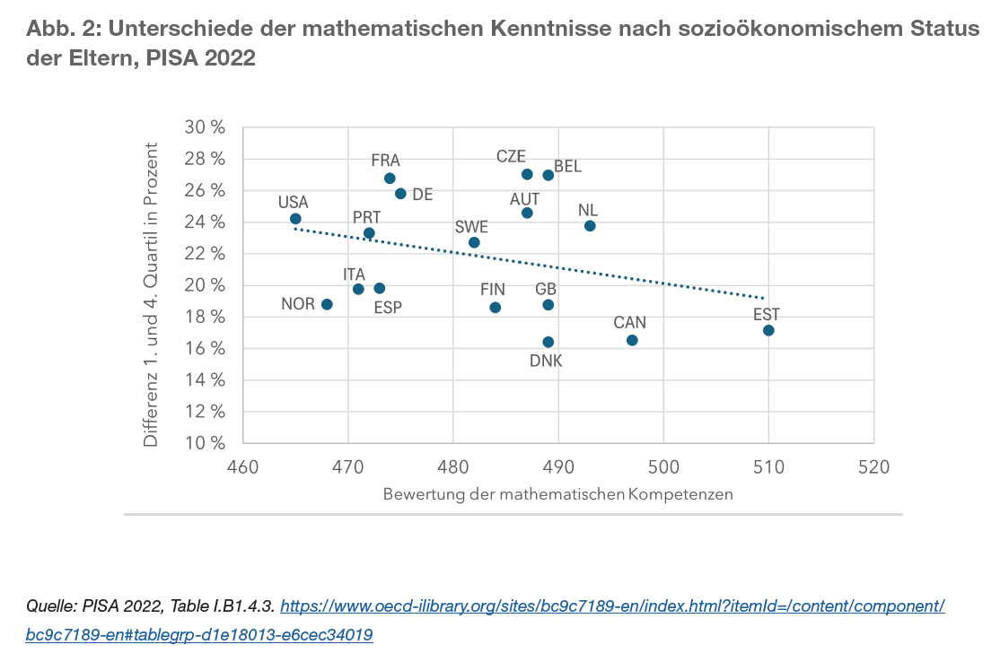 Abb. 2: Unterschiede der mathematischen Kenntnisse nach sozioökonomischem Status
der Eltern, PISA 2022
Differenz 1. und 4. Quartil in Prozent
30 %
28 %
26 %
24 %
22 %
20 %
18 %
16 %
14 %
12 %
10 %
FRA
DE
CZE
BEL
USA
PRT
SWE
AUT
NL
ITA
NOR
ESP
FIN
GB
DNK
CAN
EST
460 470 480 490 500 510 520
Bewertung der mathematischen Kompetenzen
Quelle: PISA 2022, Table I.B1.4.3. https://www.oecd-ilibrary.org/sites/bc9c7189-en/index.html?itemId=/content/component/
bc9c7189-en#tablegrp-d1e18013-e6cec34019